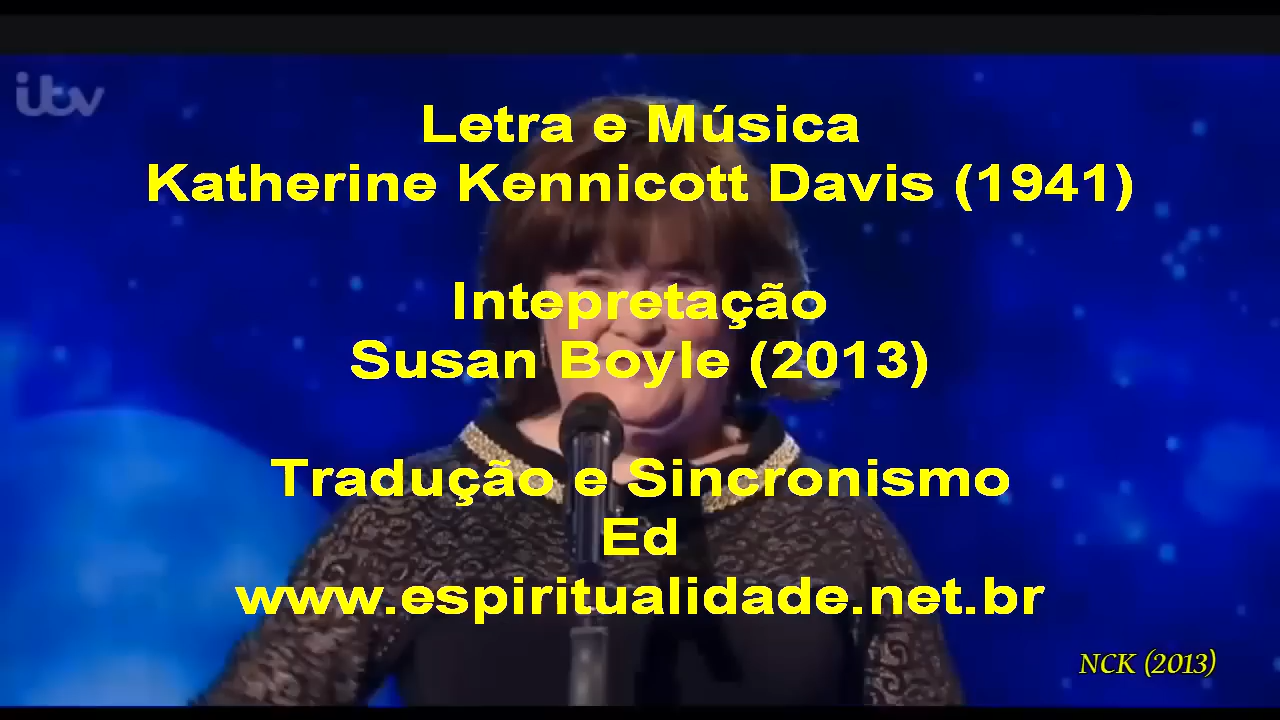 itv
Letra e Música
Katherine Kennicott Davis (1941)
Intepretação
Susan Boyle (2013)
Tradução e Sincronismo
Ed
www.espiritualidade.net.br
NCK (2013)